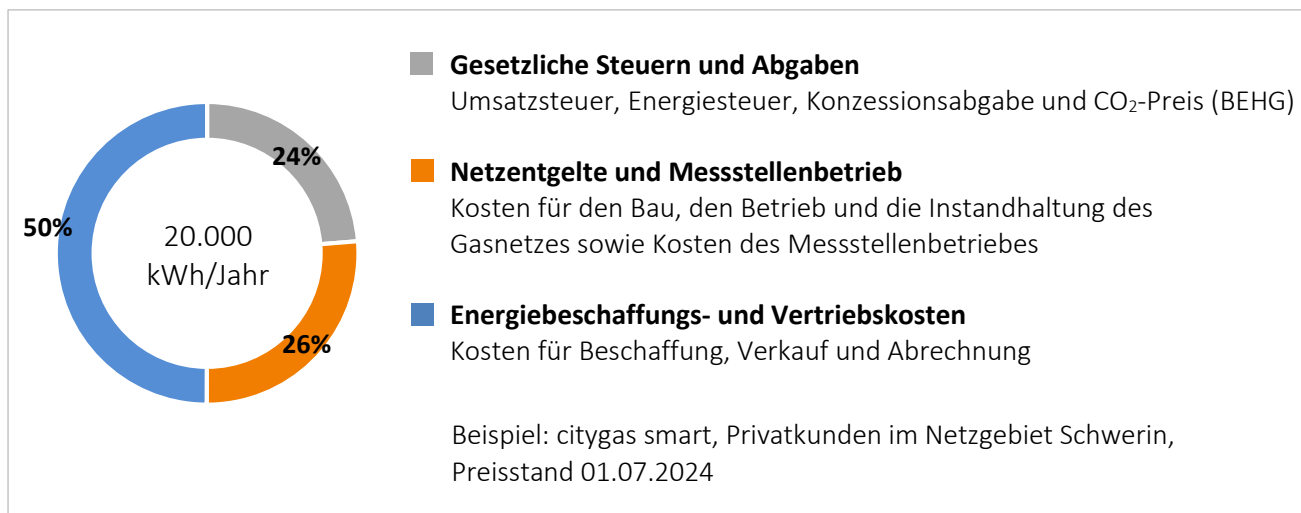 24%
50%
20.000
kWh/Jahr
26%
Gesetzliche Steuern und Abgaben
Umsatzsteuer, Energiesteuer, Konzessionsabgabe und CO₂-Preis (BEHG)
Netzentgelte und Messstellenbetrieb
Kosten für den Bau, den Betrieb und die Instandhaltung des
Gasnetzes sowie Kosten des Messstellenbetriebes
Energiebeschaffungs- und Vertriebskosten
Kosten für Beschaffung, Verkauf und Abrechnung
Beispiel: citygas smart, Privatkunden im Netzgebiet Schwerin,
Preisstand 01.07.2024